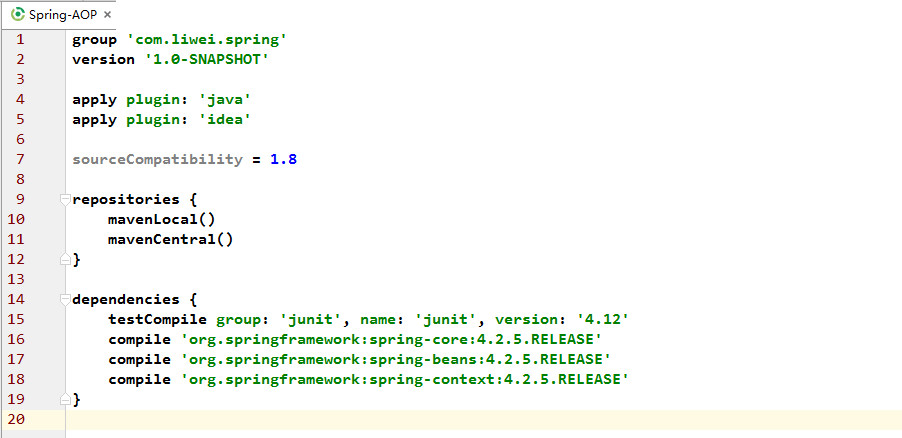 Spring-AOP ×
1 group 'com.liwei.spring'
2 version '1.0-SNAPSHOT'
3
4 apply plugin: 'java'
5 apply plugin: 'idea'
6
7 sourceCompatibility = 1.8
8
9 repositories {
10     mavenLocal()
11     mavenCentral()
12 }
13
14 dependencies {
15     testCompile group: 'junit', name: 'junit', version: '4.12'
16     compile 'org.springframework:spring-core:4.2.5.RELEASE'
17     compile 'org.springframework:spring-beans:4.2.5.RELEASE'
18     compile 'org.springframework:spring-context:4.2.5.RELEASE'
19 }
20